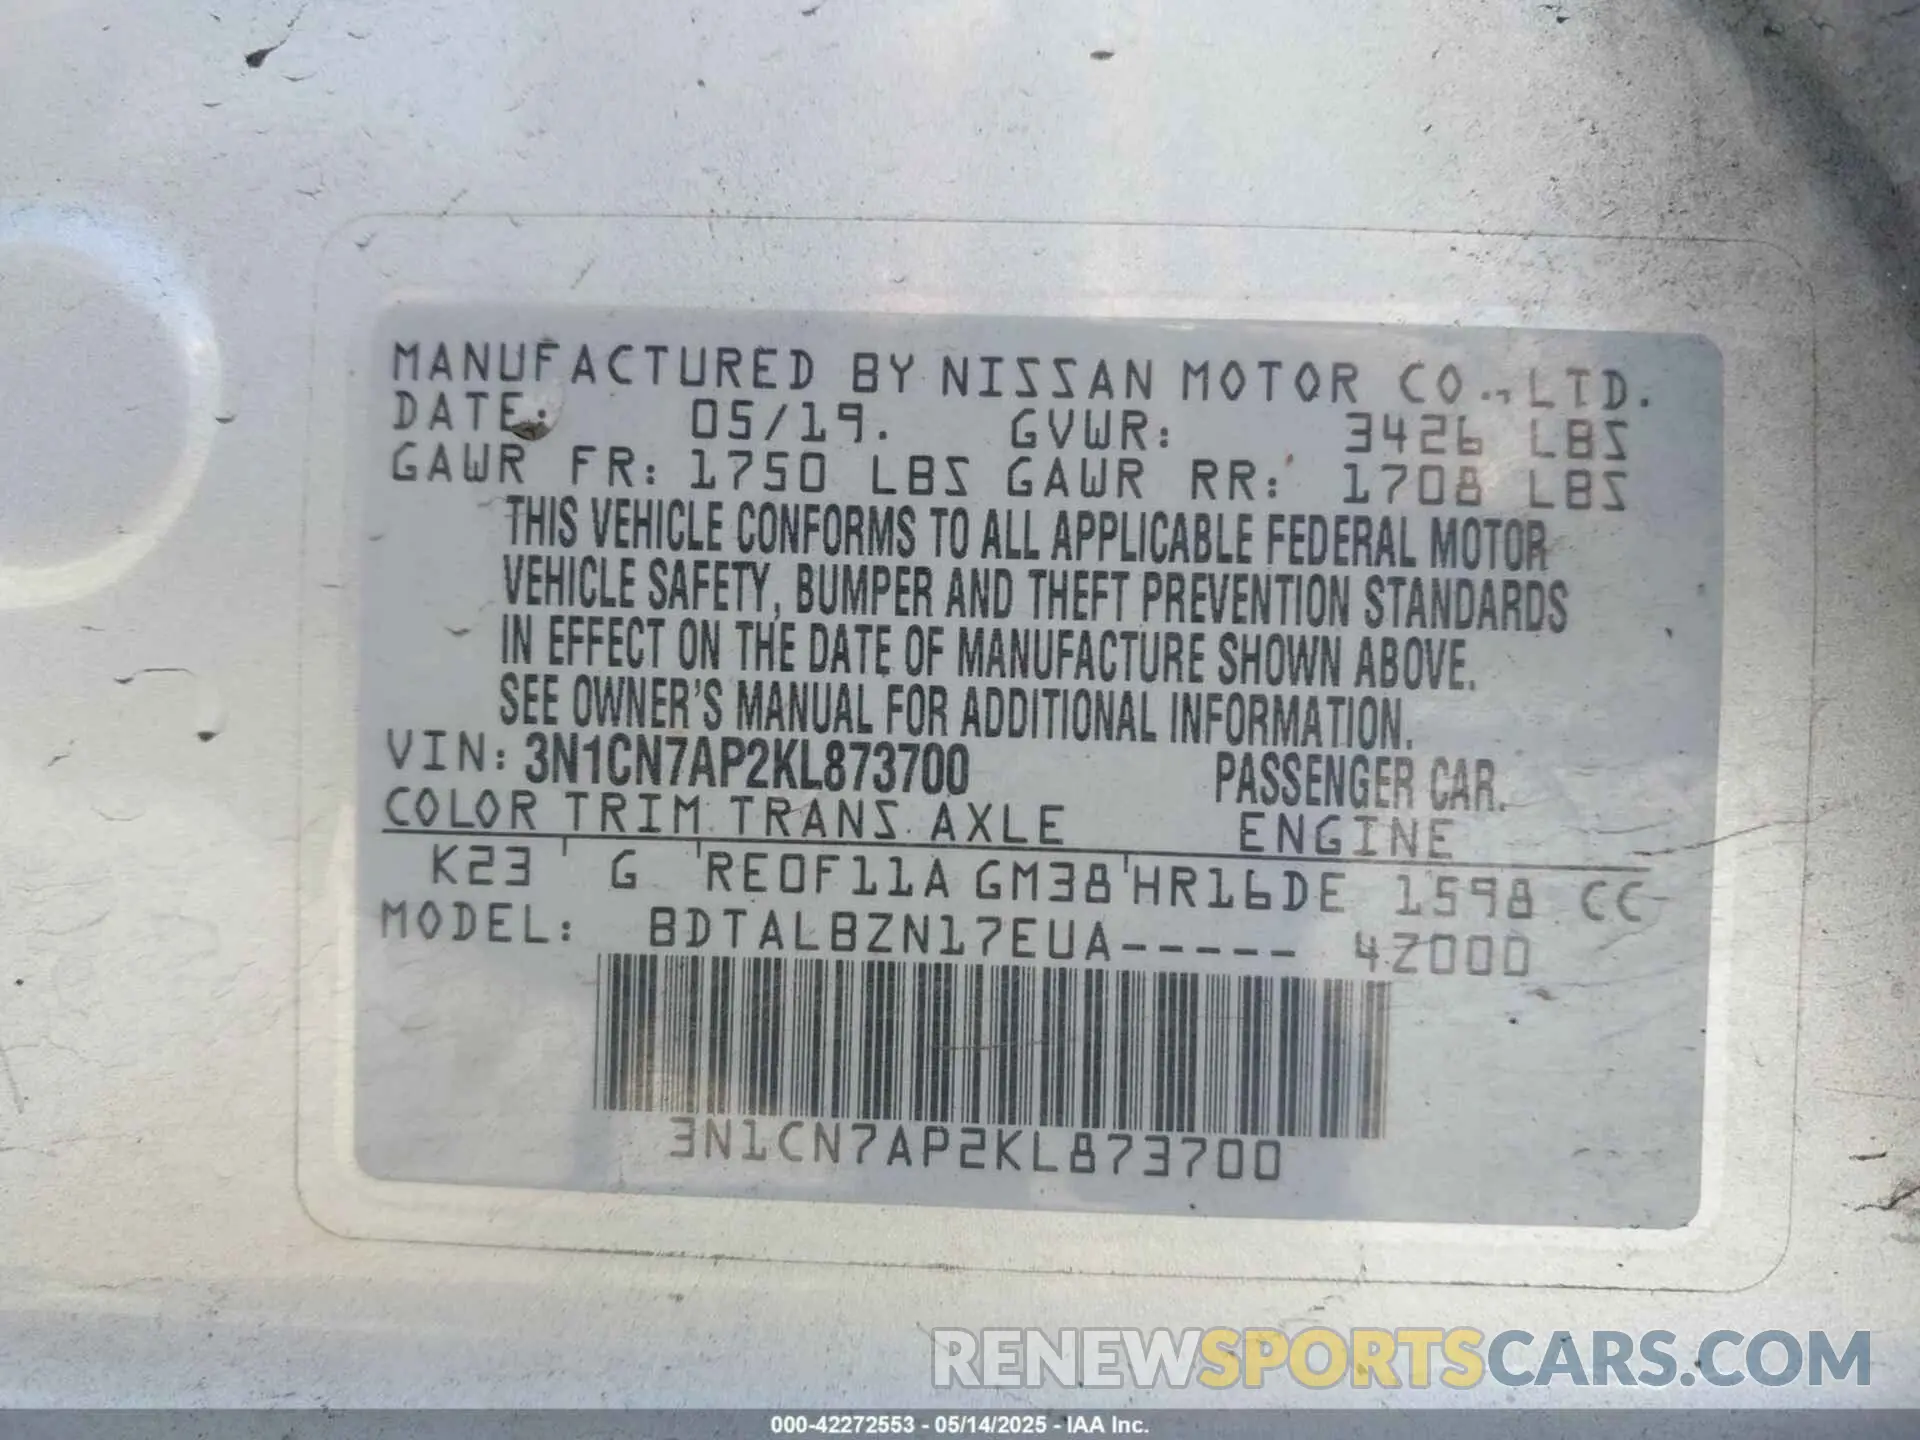 MANUFACTURED BY NISSAN MOTOR CO., LTD.
DATE: 05/19. GVWR: 3426 LBS
GAWR FR: 1750 LBS GAWR RR: 1708 LBS
THIS VEHICLE CONFORMS TO ALL APPLICABLE FEDERAL MOTOR
VEHICLE SAFETY, BUMPER AND THEFT PREVENTION STANDARDS
IN EFFECT ON THE DATE OF MANUFACTURE SHOWN ABOVE.
SEE OWNER'S MANUAL FOR ADDITIONAL INFORMATION.
VIN: 3N1CN7AP2KL873700 PASSENGER CAR.
COLOR TRIM TRANS AXLE ENGINE
K23 G RE0F11A GM38 HR16DE 1598 CC
MODEL: BDTALBZN17EUA----- 4Z000
3N1CN7AP2KL873700
RENEWSPORTSCARS.COM
000-42272553 - 05/14/2025 - IAA Inc.